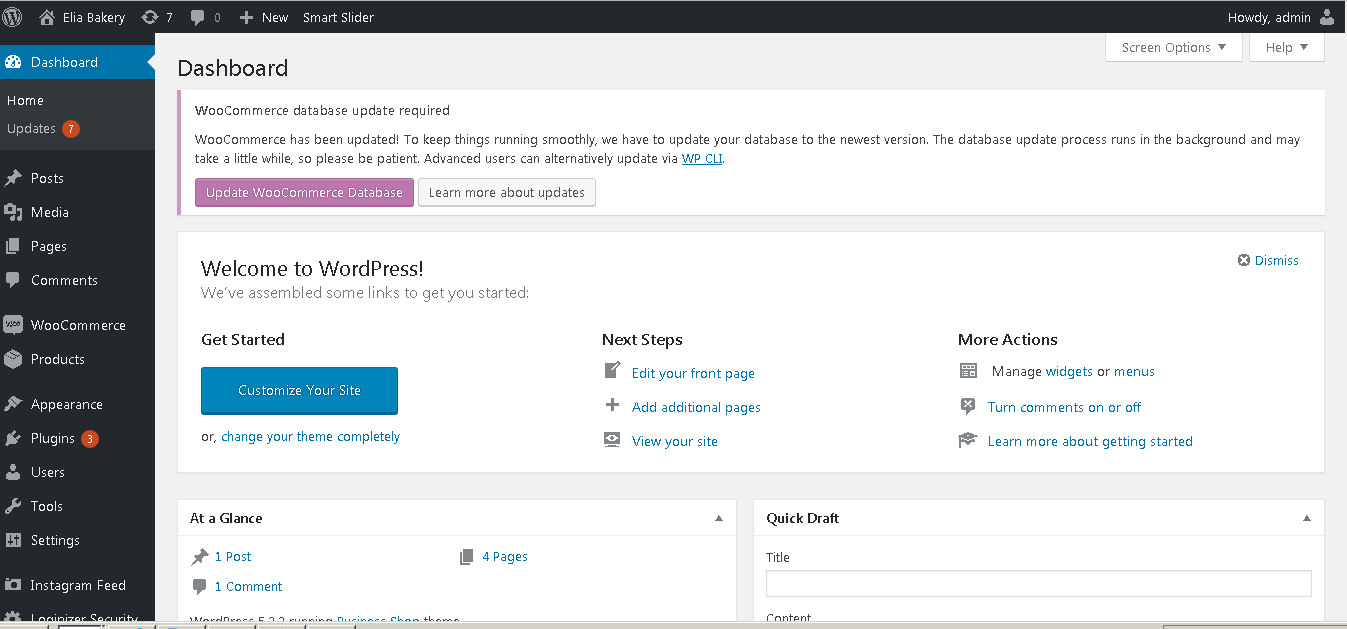 Elia Bakery 7 0 New Smart Slider Howdy, admin
Screen Options Help
Dashboard
Home
Updates 7
Posts
Media
Pages
Comments
WooCommerce
Products
Appearance
Plugins 3
Users
Tools
Settings
Instagram Feed
Loginizer Security
Dashboard
WooCommerce database update required
WooCommerce has been updated! To keep things running smoothly, we have to update your database to the newest version. The database update process runs in the background and may
take a little while, so please be patient. Advanced users can alternatively update via WP CLI.
Update WooCommerce Database Learn more about updates
Welcome to WordPress!
Dismiss
We've assembled some links to get you started:
Get Started
Customize Your Site
or, change your theme completely
Next Steps
Edit your front page
Add additional pages
View your site
More Actions
Manage widgets or menus
Turn comments on or off
Learn more about getting started
At a Glance
1 Post 4 Pages
1 Comment
WordPress 5.2.2 running Business Shop theme.
Quick Draft
Title
Content